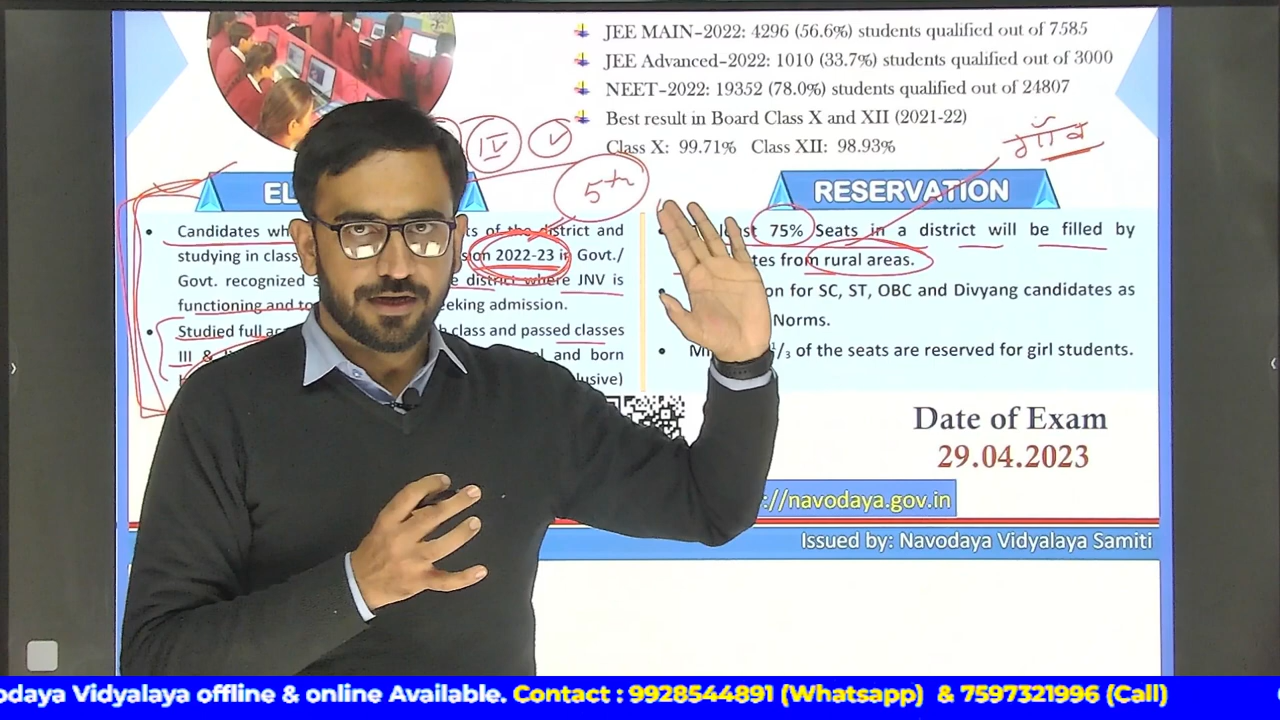 JEE MAIN-2022: 4296 (56.6%) students qualified out of 7585
JEE Advanced-2022: 1010 (33.7%) students qualified out of 3000
NEET-2022: 19352 (78.0%) students qualified out of 24807
Best result in Board Class X and XII (2021-22)
Class X: 99.71% Class XII: 98.93%
IV V
5th
गाँव
EL
Candidates wh ts of the district and
studying in class on 2022-23 in Govt./
Govt. recognized s e district where JNV is
functioning and to eeking admission.
Studied full aca h class and passed classes
III & l and born
usive)
RESERVATION
75% Seats in a district will be filled by
tes from rural areas.
on for SC, ST, OBC and Divyang candidates as
Norms.
1/3 of the seats are reserved for girl students.
Date of Exam
29.04.2023
://navodaya.gov.in
Issued by: Navodaya Vidyalaya Samiti
odaya Vidyalaya offline & online Available. Contact : 9928544891 (Whatsapp) & 7597321996 (Call)